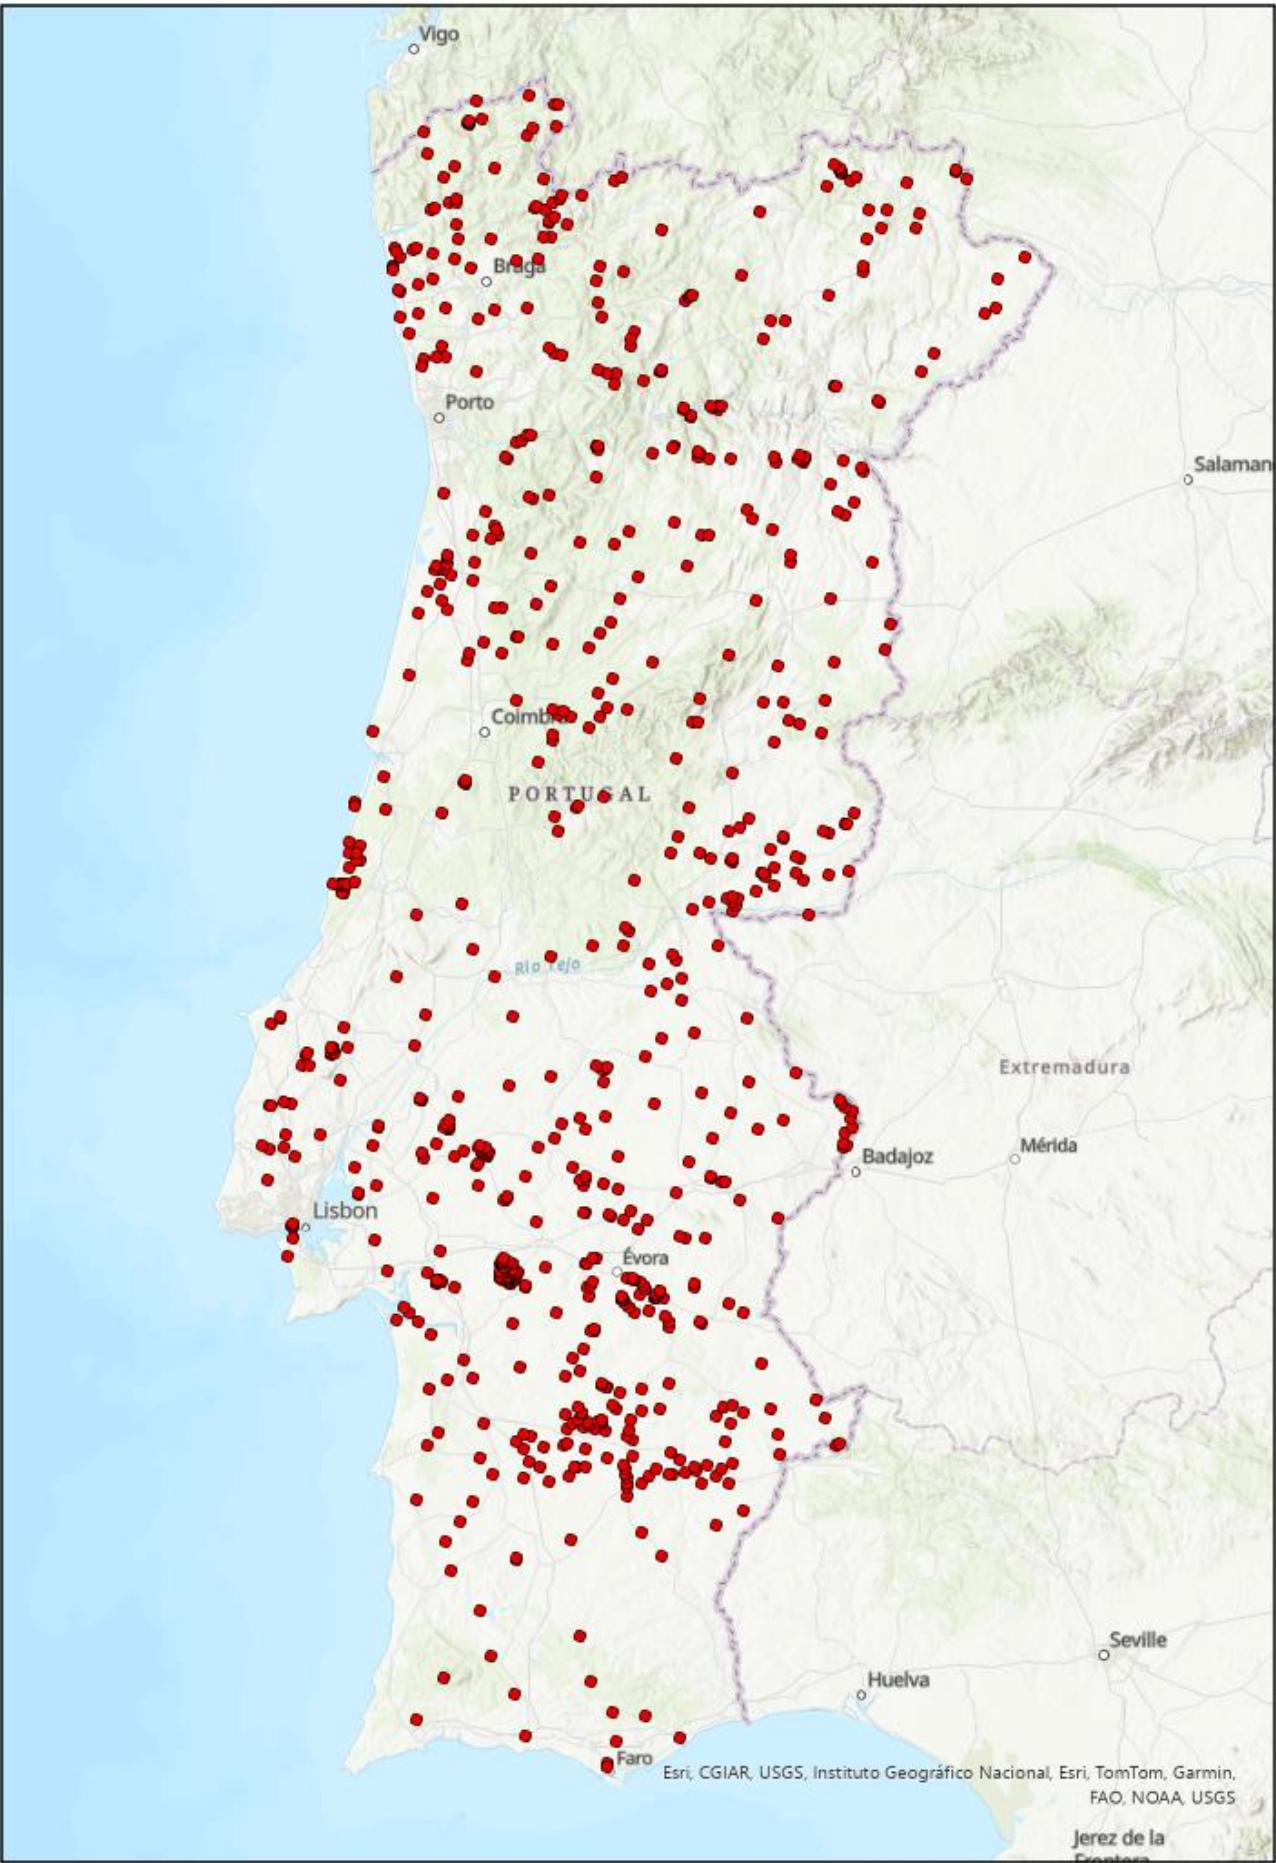 Vigo
Braga
Porto
Salaman
Coimbra
PORTUGAL
Rio Tejo
Extremadura
Badajoz
Mérida
Lisbon
Évora
Seville
Huelva
Faro
Esri, CGIAR, USGS, Instituto Geográfico Nacional, Esri, TomTom, Garmin,
FAO, NOAA, USGS
Jerez de la
Frontera